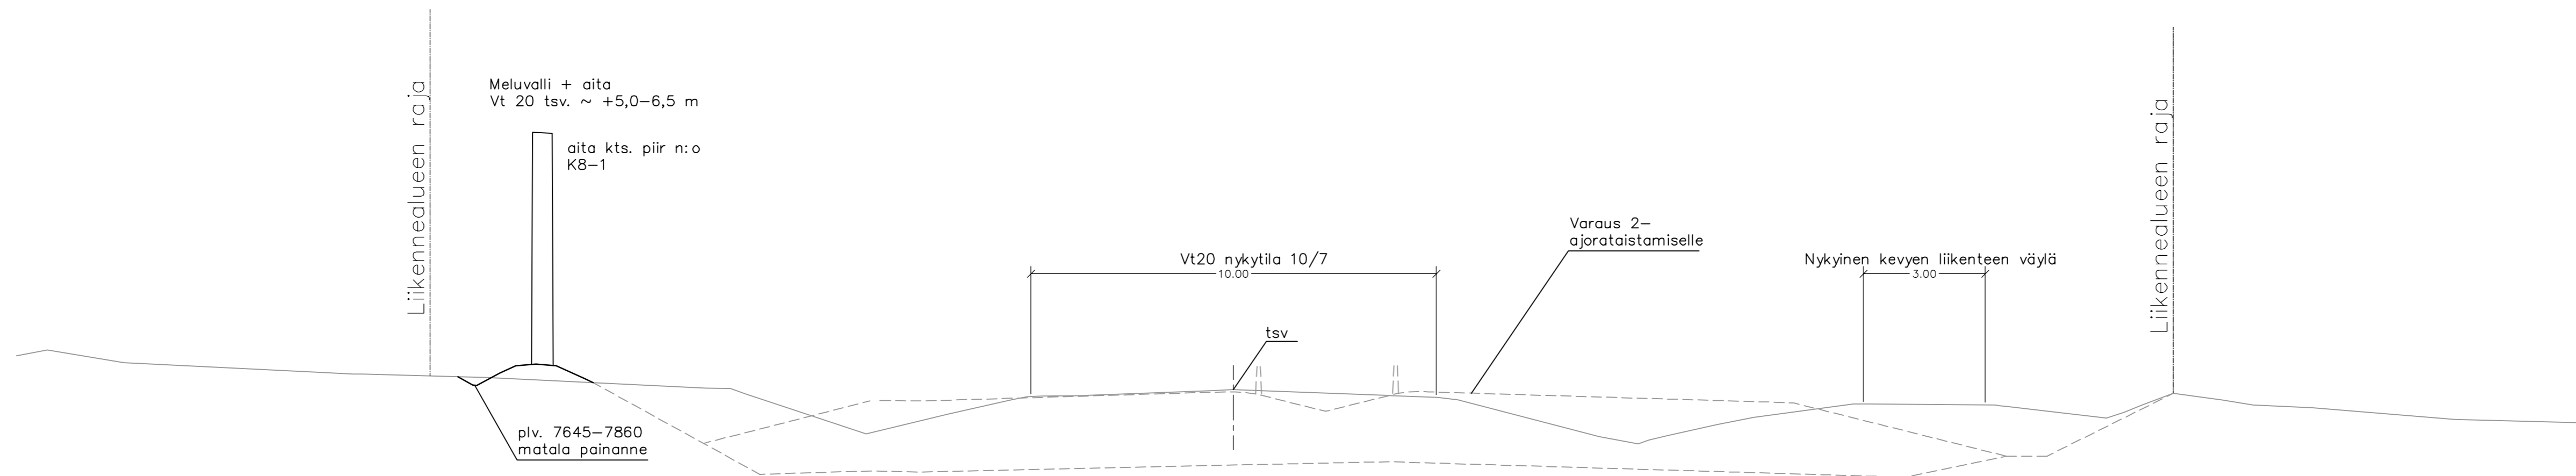 Liikennealueen raja
Meluvalli + aita
Vt 20 tsv. ~ +5,0-6,5 m
aita kts. piir n:o
K8-1
plv. 7645-7860
matala painanne
Vt20 nykytila 10/7
10.00
tsv
Varaus 2-
ajorataistamiselle
Nykyinen kevyen liikenteen väylä
3.00
Liikennealueen raja